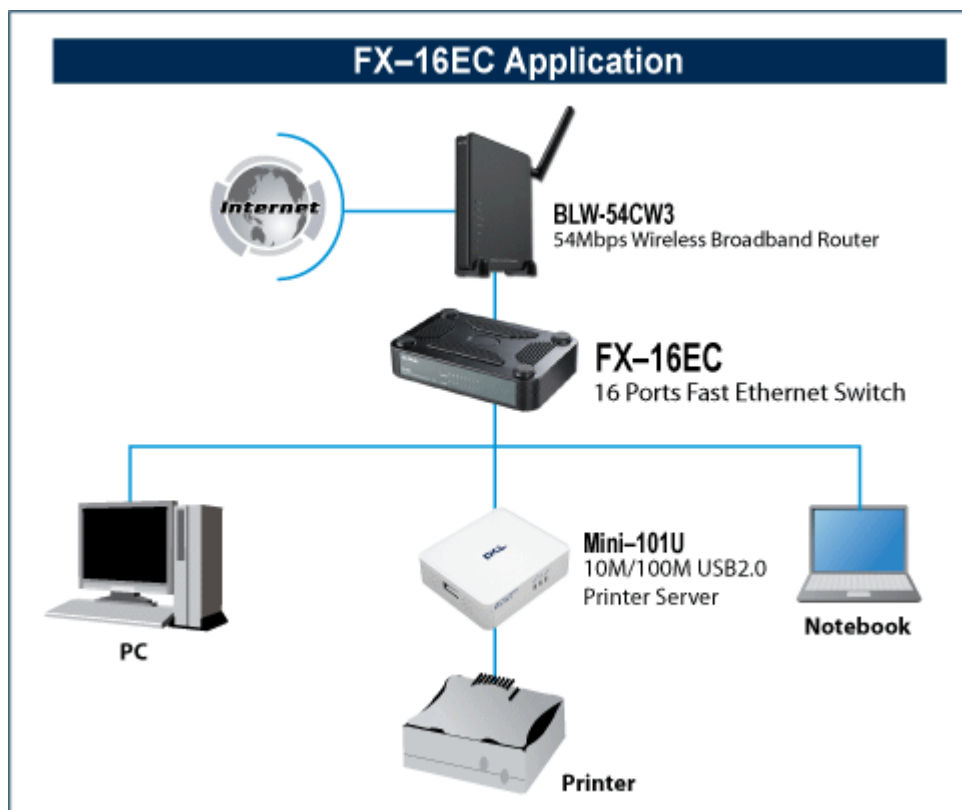 FX–16EC Application
Internet
BLW-54CW3
54Mbps Wireless Broadband Router
FX–16EC
16 Ports Fast Ethernet Switch
Mini–101U
10M/100M USB2.0
Printer Server
PC
Notebook
Printer